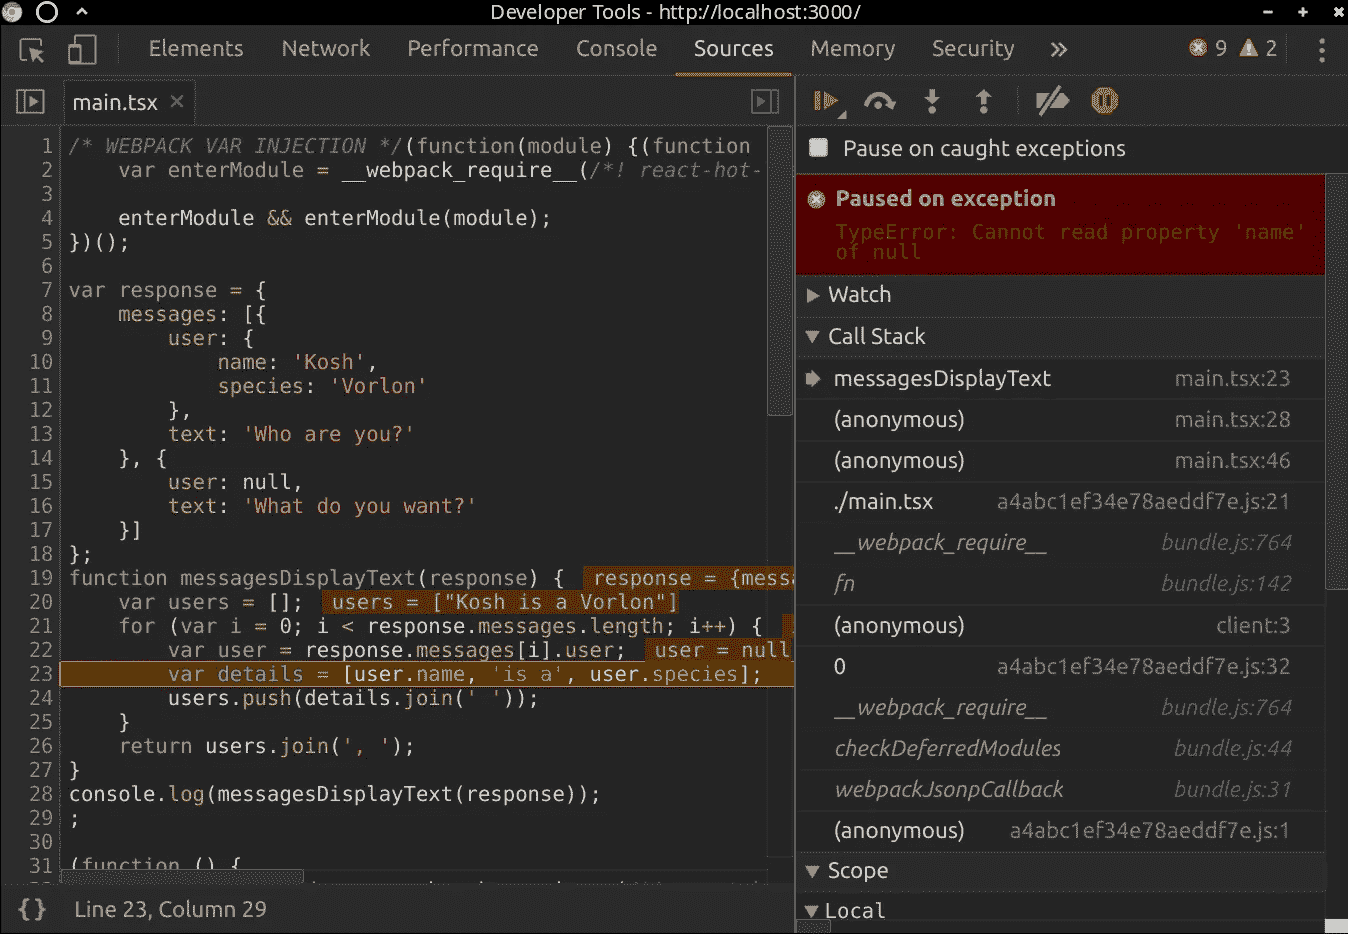 Developer Tools - http://localhost:3000/
Elements Network Performance Console Sources Memory Security » 9 2
main.tsx ×
1 /* WEBPACK VAR INJECTION */(function(module) {(function
2 var enterModule = __webpack_require__(/*! react-hot-
3
4 enterModule && enterModule(module);
5 })();
6
7 var response = {
8 messages: [{
9 user: {
10 name: 'Kosh',
11 species: 'Vorlon'
12 },
13 text: 'Who are you?'
14 }, {
15 user: null,
16 text: 'What do you want?'
17 }]
18 };
19 function messagesDisplayText(response) { response = {messa
20 var users = []; users = ["Kosh is a Vorlon"]
21 for (var i = 0; i < response.messages.length; i++) {
22 var user = response.messages[i].user; user = null
23 var details = [user.name, 'is a', user.species];
24 users.push(details.join(' '));
25 }
26 return users.join(', ');
27 }
28 console.log(messagesDisplayText(response));
29 ;
30
31 (function () {
{} Line 23, Column 29
Pause on caught exceptions
Paused on exception
TypeError: Cannot read property 'name'
of null
Watch
Call Stack
messagesDisplayText main.tsx:23
(anonymous) main.tsx:28
(anonymous) main.tsx:46
./main.tsx a4abc1ef34e78aeddf7e.js:21
__webpack_require__ bundle.js:764
fn bundle.js:142
(anonymous) client:3
0 a4abc1ef34e78aeddf7e.js:32
__webpack_require__ bundle.js:764
checkDeferredModules bundle.js:44
webpackJsonpCallback bundle.js:31
(anonymous) a4abc1ef34e78aeddf7e.js:1
Scope
Local